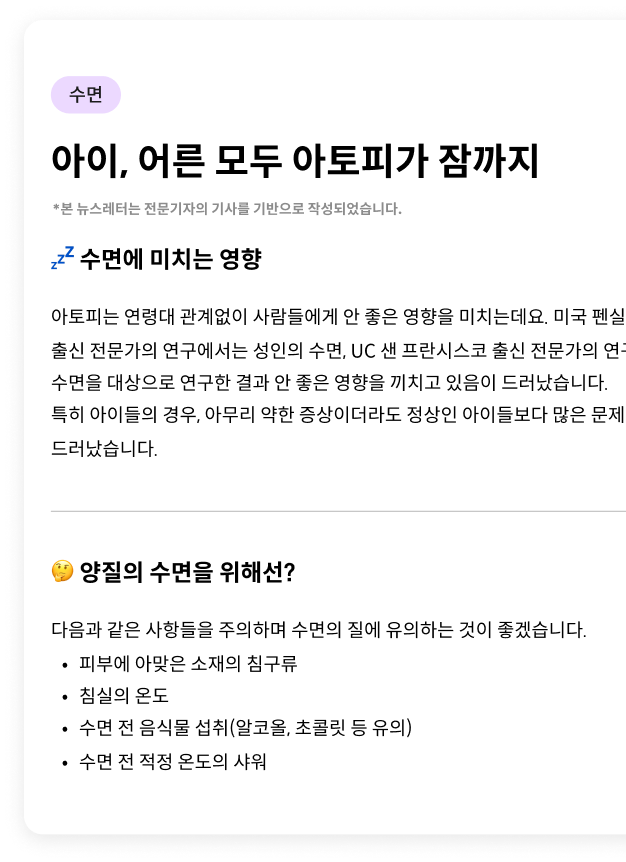 수면
아이, 어른 모두 아토피가 잠까지
*본 뉴스레터는 전문기자의 기사를 기반으로 작성되었습니다.
💤 수면에 미치는 영향
아토피는 연령대 관계없이 사람들에게 안 좋은 영향을 미치는데요. 미국 펜실
출신 전문가의 연구에서는 성인의 수면, UC 샌 프란시스코 출신 전문가의 연
수면을 대상으로 연구한 결과 안 좋은 영향을 끼치고 있음이 드러났습니다.
특히 아이들의 경우, 아무리 약한 증상이더라도 정상인 아이들보다 많은 문제
드러났습니다.
🤔 양질의 수면을 위해선?
다음과 같은 사항들을 주의하며 수면의 질에 유의하는 것이 좋겠습니다.
• 피부에 아맞은 소재의 침구류
• 침실의 온도
• 수면 전 음식물 섭취(알코올, 초콜릿 등 유의)
• 수면 전 적정 온도의 샤워